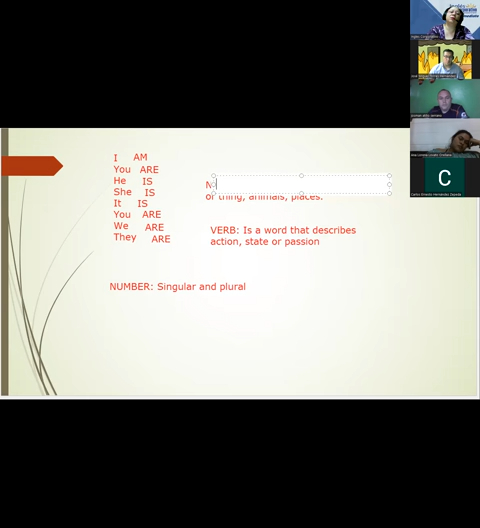 I AM
You ARE
He IS
She IS
It IS
You ARE
We ARE
They ARE
N
or thing, animals, places.
VERB: Is a word that describes
action, state or passion
NUMBER: Singular and plural
C